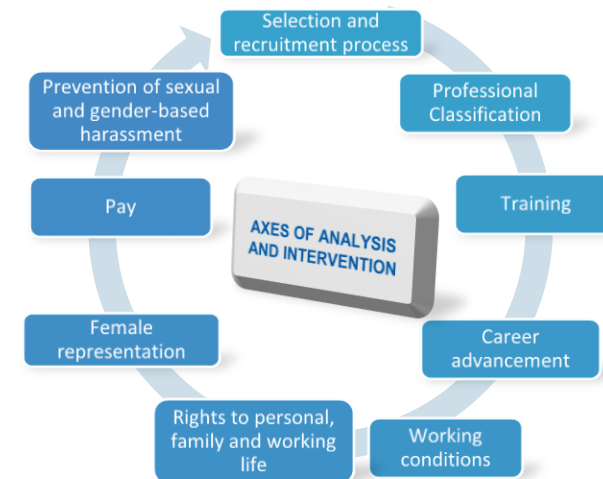 Selection and
recruitment process
Professional
Classification
Training
Career
advancement
Working
conditions
Rights to personal,
family and working
life
Female
representation
Pay
Prevention of sexual
and gender-based
harassment
AXES OF ANALYSIS
AND INTERVENTION